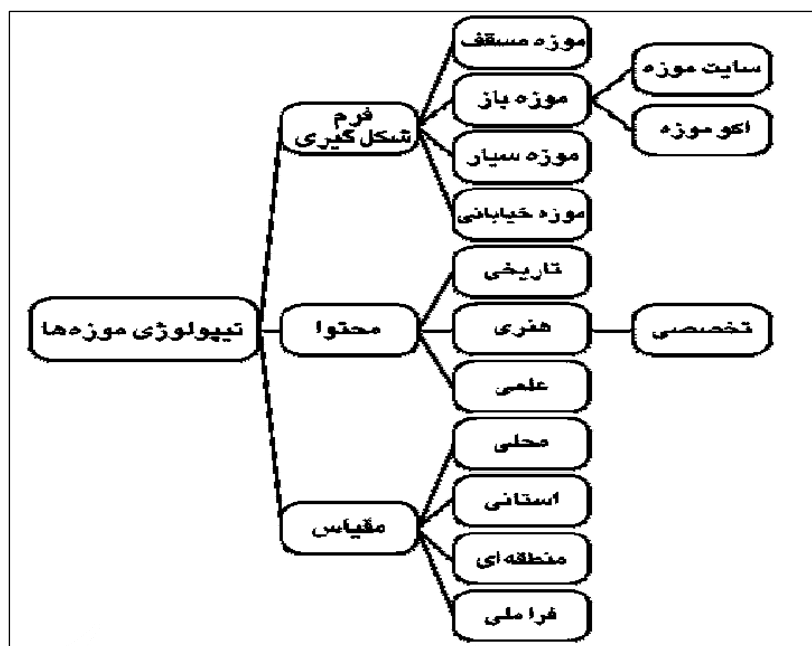 تیپولوژی موزه‌ها
فرم
شکل گیری
موزه مسقف
موزه باز
سایت موزه
اکو موزه
موزه سیار
موزه خیابانی
محتوا
تاریخی
هنری
تخصصی
علمی
مقیاس
محلی
استانی
منطقه ای
فرا ملی